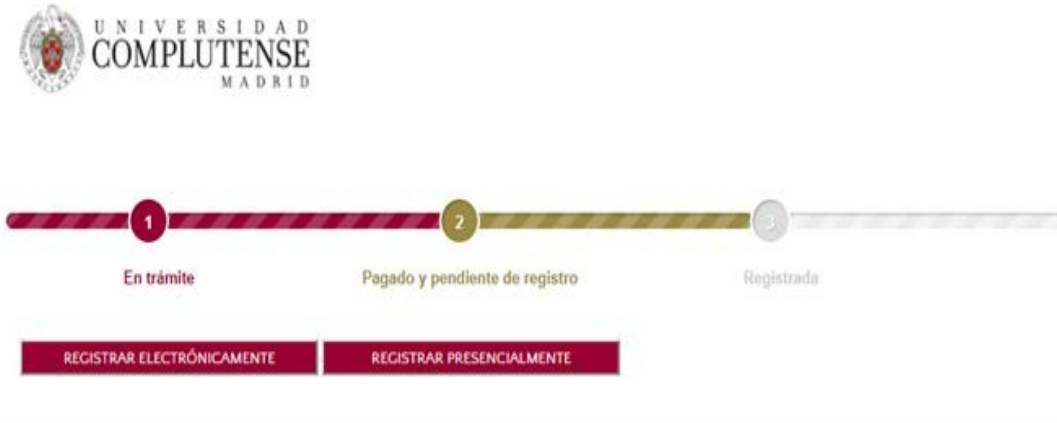 UNIVERSIDAD
COMPLUTENSE
MADRID
1
2
3
En trámite
Pagado y pendiente de registro
Registrada
REGISTRAR ELECTRÓNICAMENTE
REGISTRAR PRESENCIALMENTE